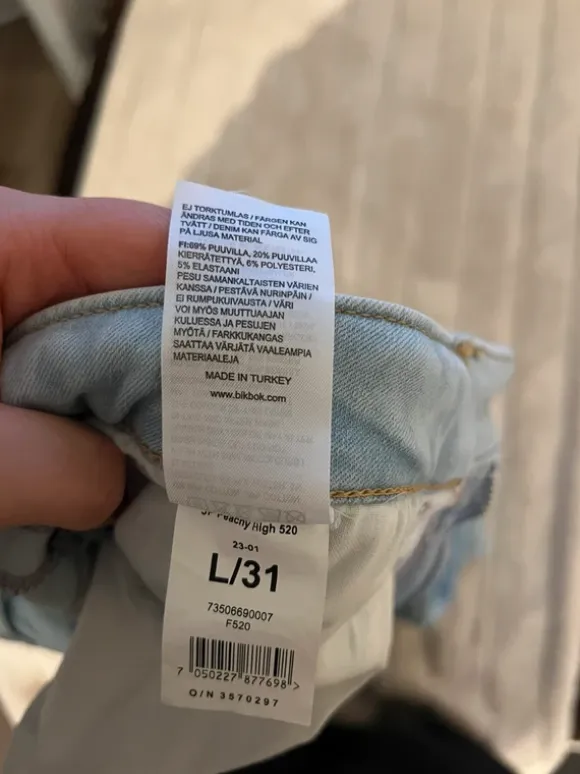 EJ TORKTUMLAS / FÄRGEN KAN
ÄNDRAS MED TIDEN OCH EFTER
TVÄTT / DENIM KAN FÄRGA AV SIG
PÅ LJUSA MATERIAL
FI:69% PUUVILLA, 20% PUUVILLAA
KIERRÄTETTYÄ, 6% POLYESTERI,
5% ELASTAANI
PESU SAMANKALTAISTEN VÄRIEN
KANSSA / PESTÄVÄ NURINPÄIN /
EI RUMPUKUIVAUSTA / VÄRI
VOI MYÖS MUUTTUAAJAN
KULUESSA JA PESUJEN
MYÖTÄ / FARKKUKANGAS
SAATTAA VÄRJÄTÄ VAALEAMPIA
MATERIAALEJA
MADE IN TURKEY
www.bikbok.com
Peachy High 520
23-01
L/31
73506690007
F520
7 050227 877698 >
O/N 3570297